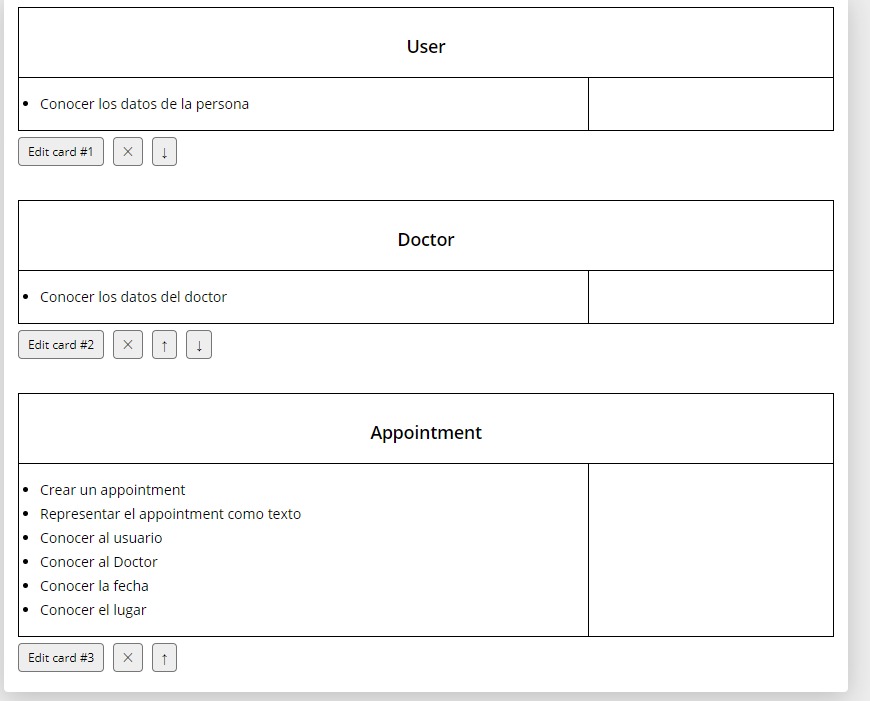 User
Conocer los datos de la persona
Edit card #1 × ↓
Doctor
Conocer los datos del doctor
Edit card #2 × ↑ ↓
Appointment
Crear un appointment
Representar el appointment como texto
Conocer al usuario
Conocer al Doctor
Conocer la fecha
Conocer el lugar
Edit card #3 × ↑